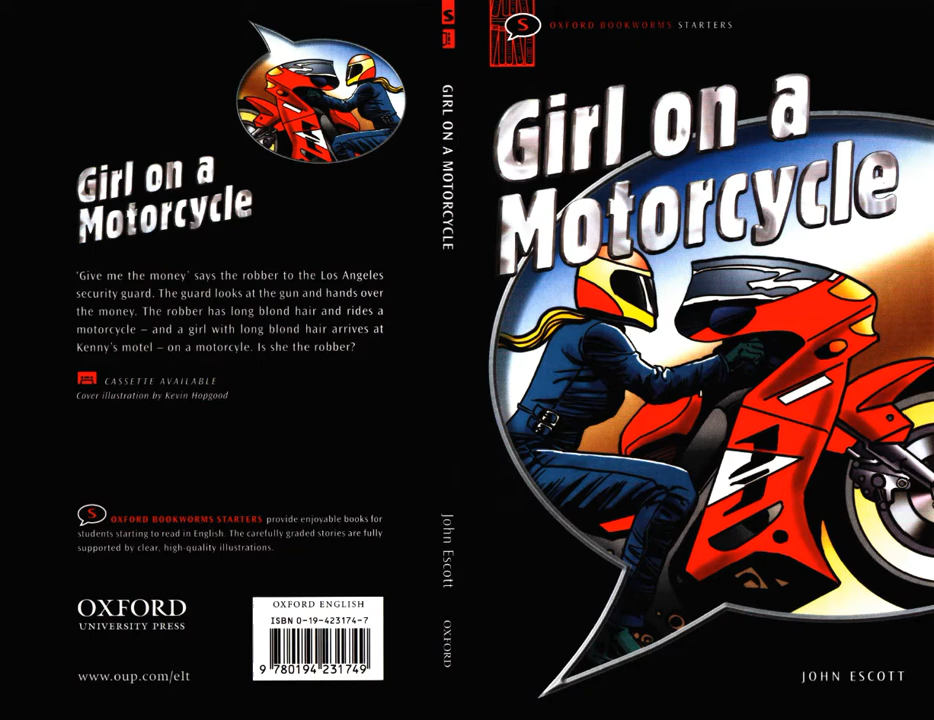 Girl on a
Motorcycle
'Give me the money' says the robber to the Los Angeles
security guard. The guard looks at the gun and hands over
the money. The robber has long blond hair and rides a
motorcycle – and a girl with long blond hair arrives at
Kenny's motel – on a motorcyle. Is she the robber?
CASSETTE AVAILABLE
Cover illustration by Kevin Hopgood
S OXFORD BOOKWORMS STARTERS provide enjoyable books for
students starting to read in English. The carefully graded stories are fully
supported by clear, high-quality illustrations.
OXFORD
UNIVERSITY PRESS
www.oup.com/elt
OXFORD ENGLISH
ISBN 0-19-423174-7
9 780194 231749
S
GIRL ON A MOTORCYCLE
John Escott
OXFORD
S OXFORD BOOKWORMS STARTERS
Girl on a
Motorcycle
JOHN ESCOTT